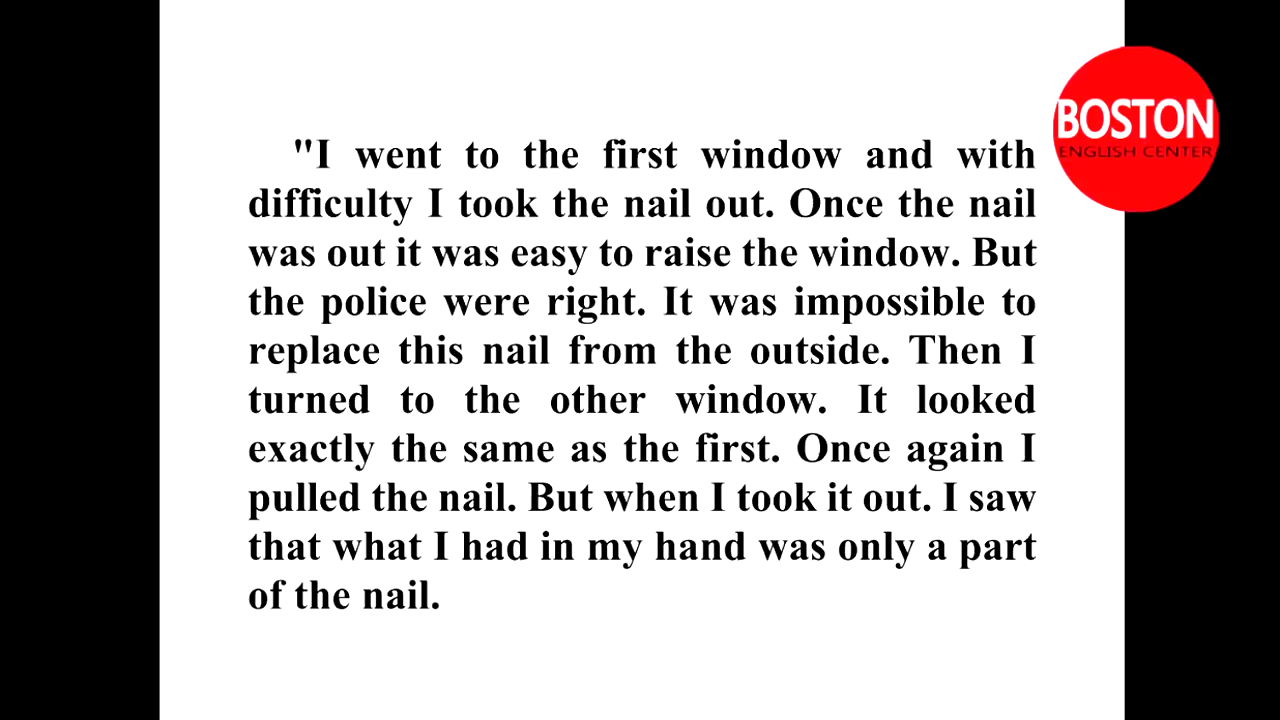 "I went to the first window and with
difficulty I took the nail out. Once the nail
was out it was easy to raise the window. But
the police were right. It was impossible to
replace this nail from the outside. Then I
turned to the other window. It looked
exactly the same as the first. Once again I
pulled the nail. But when I took it out. I saw
that what I had in my hand was only a part
of the nail.
BOSTON
ENGLISH CENTER